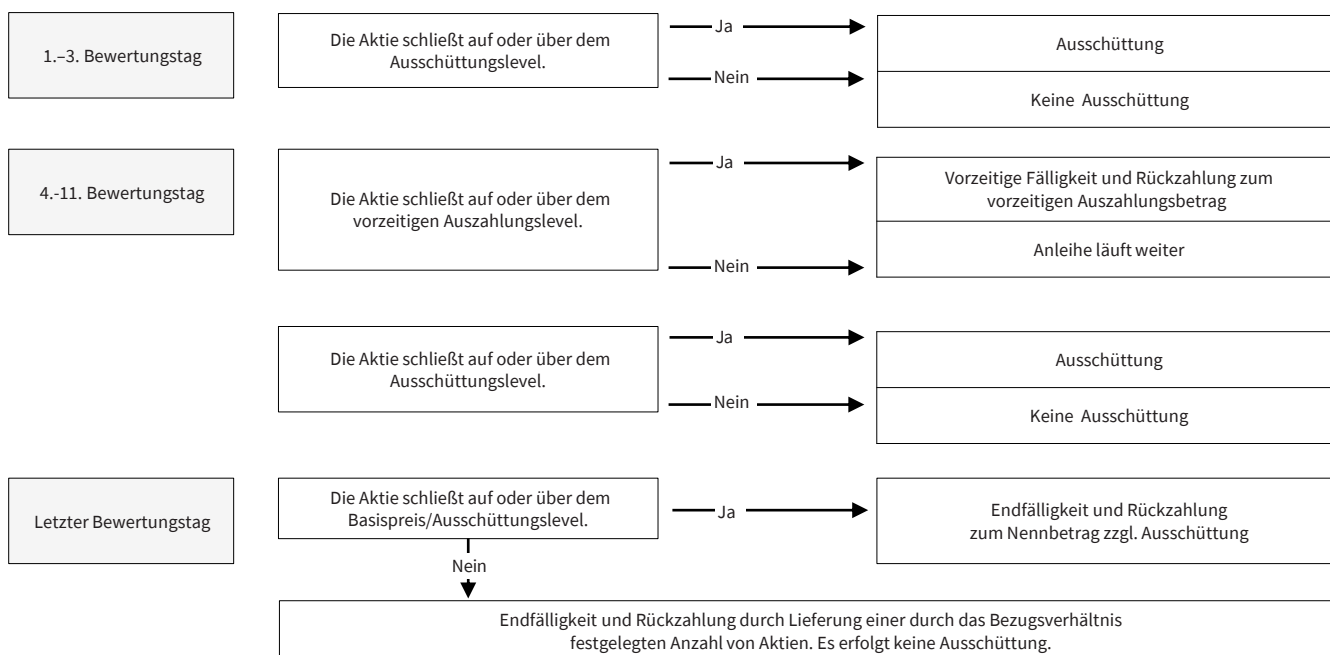 1.–3. Bewertungstag
Die Aktie schließt auf oder über dem
Ausschüttungslevel.
Ja
Ausschüttung
Nein
Keine Ausschüttung
4.-11. Bewertungstag
Die Aktie schließt auf oder über dem
vorzeitigen Auszahlungslevel.
Ja
Vorzeitige Fälligkeit und Rückzahlung zum
vorzeitigen Auszahlungsbetrag
Nein
Anleihe läuft weiter
Die Aktie schließt auf oder über dem
Ausschüttungslevel.
Ja
Ausschüttung
Nein
Keine Ausschüttung
Letzter Bewertungstag
Die Aktie schließt auf oder über dem
Basispreis/Ausschüttungslevel.
Ja
Endfälligkeit und Rückzahlung
zum Nennbetrag zzgl. Ausschüttung
Nein
Endfälligkeit und Rückzahlung durch Lieferung einer durch das Bezugsverhältnis
festgelegten Anzahl von Aktien. Es erfolgt keine Ausschüttung.